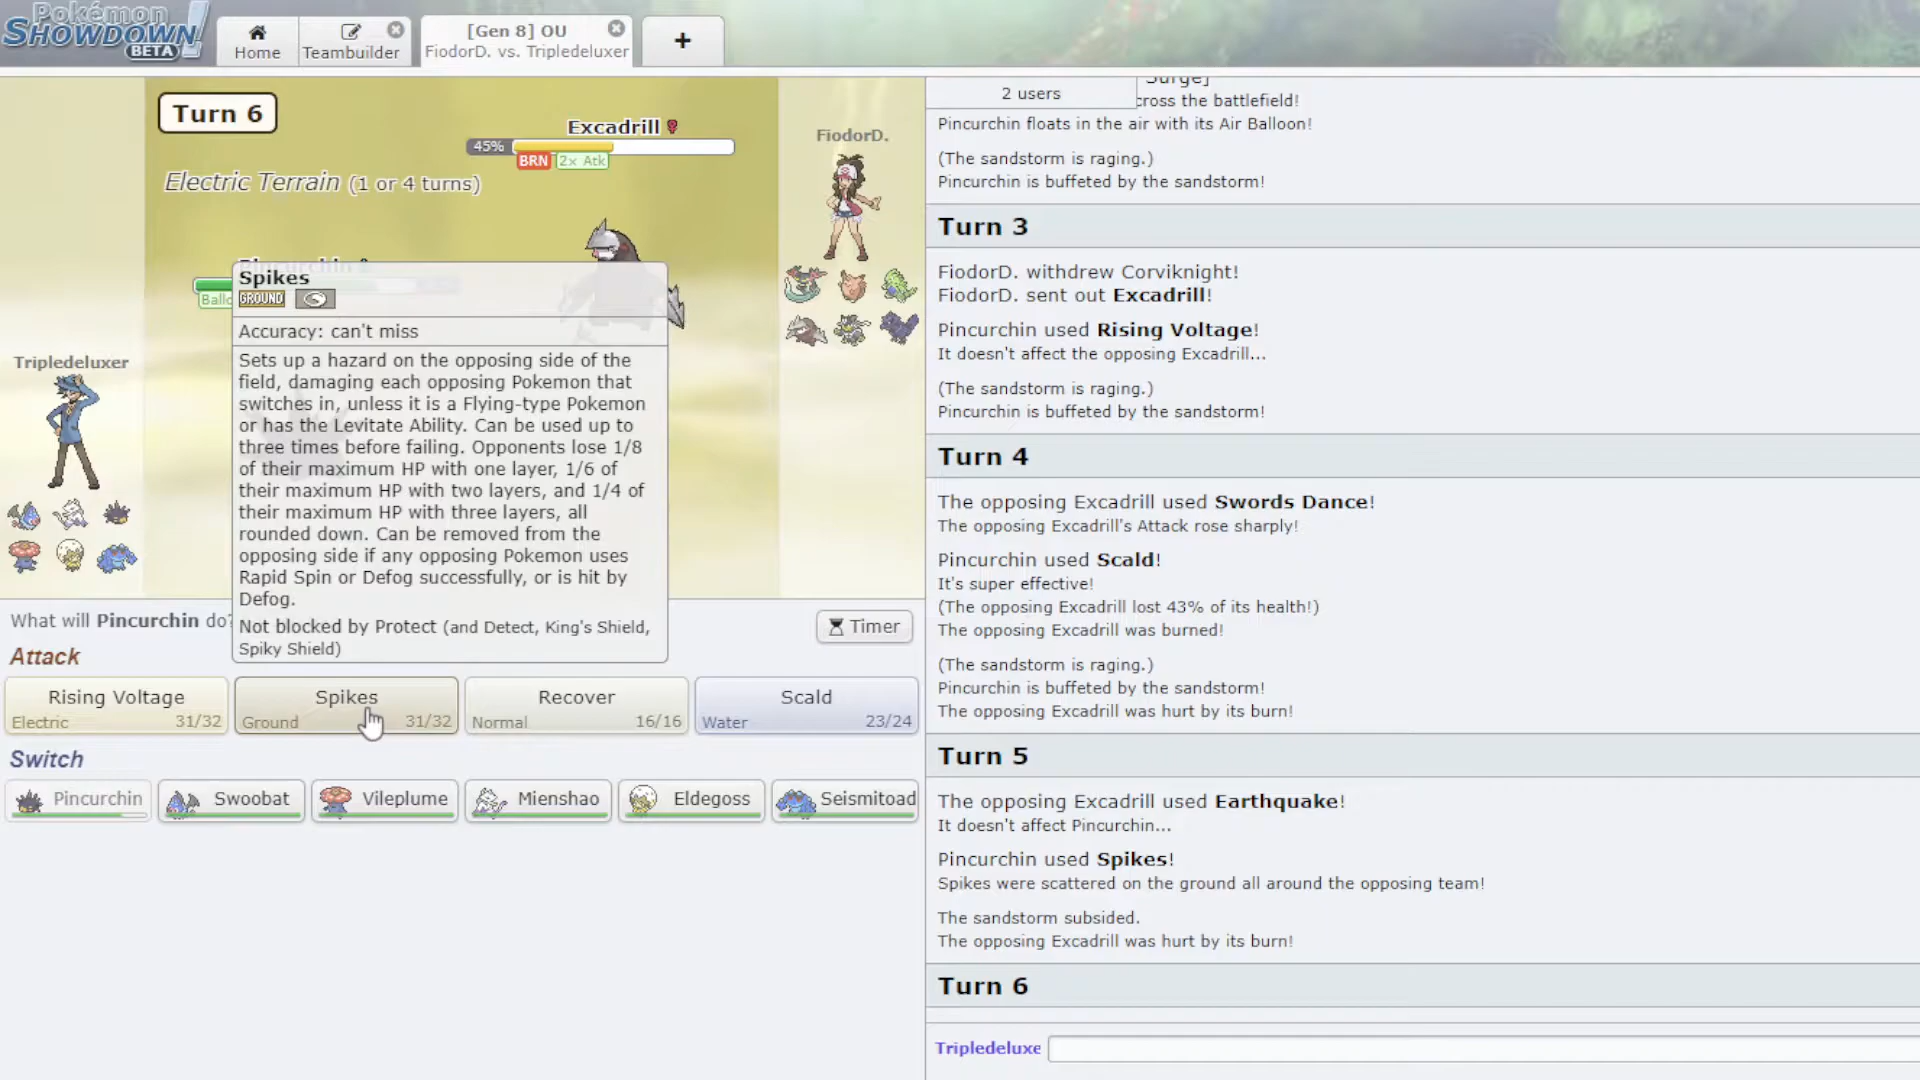 Pokémon
SHOWDOWN!
BETA
Home
Teambuilder
[Gen 8] OU
FiodorD. vs. Tripledeluxer
+
Turn 6
Excadrill
45%
BRN 2x Atk
Electric Terrain (1 or 4 turns)
FiodorD.
Tripledeluxer
Pincurchin
Ballo
Spikes
GROUND
Accuracy: can't miss
Sets up a hazard on the opposing side of the
field, damaging each opposing Pokemon that
switches in, unless it is a Flying-type Pokemon
or has the Levitate Ability. Can be used up to
three times before failing. Opponents lose 1/8
of their maximum HP with one layer, 1/6 of
their maximum HP with two layers, and 1/4 of
their maximum HP with three layers, all
rounded down. Can be removed from the
opposing side if any opposing Pokemon uses
Rapid Spin or Defog successfully, or is hit by
Defog.
Not blocked by Protect (and Detect, King's Shield,
Spiky Shield)
What will Pincurchin do?
Timer
Attack
Rising Voltage
Electric 31/32
Spikes
Ground 31/32
Recover
Normal 16/16
Scald
Water 23/24
Switch
Pincurchin
Swoobat
Vileplume
Mienshao
Eldegoss
Seismitoad
2 users
Surge]
cross the battlefield!
Pincurchin floats in the air with its Air Balloon!
(The sandstorm is raging.)
Pincurchin is buffeted by the sandstorm!
Turn 3
FiodorD. withdrew Corviknight!
FiodorD. sent out Excadrill!
Pincurchin used Rising Voltage!
It doesn't affect the opposing Excadrill...
(The sandstorm is raging.)
Pincurchin is buffeted by the sandstorm!
Turn 4
The opposing Excadrill used Swords Dance!
The opposing Excadrill's Attack rose sharply!
Pincurchin used Scald!
It's super effective!
(The opposing Excadrill lost 43% of its health!)
The opposing Excadrill was burned!
(The sandstorm is raging.)
Pincurchin is buffeted by the sandstorm!
The opposing Excadrill was hurt by its burn!
Turn 5
The opposing Excadrill used Earthquake!
It doesn't affect Pincurchin...
Pincurchin used Spikes!
Spikes were scattered on the ground all around the opposing team!
The sandstorm subsided.
The opposing Excadrill was hurt by its burn!
Turn 6
Tripledeluxe